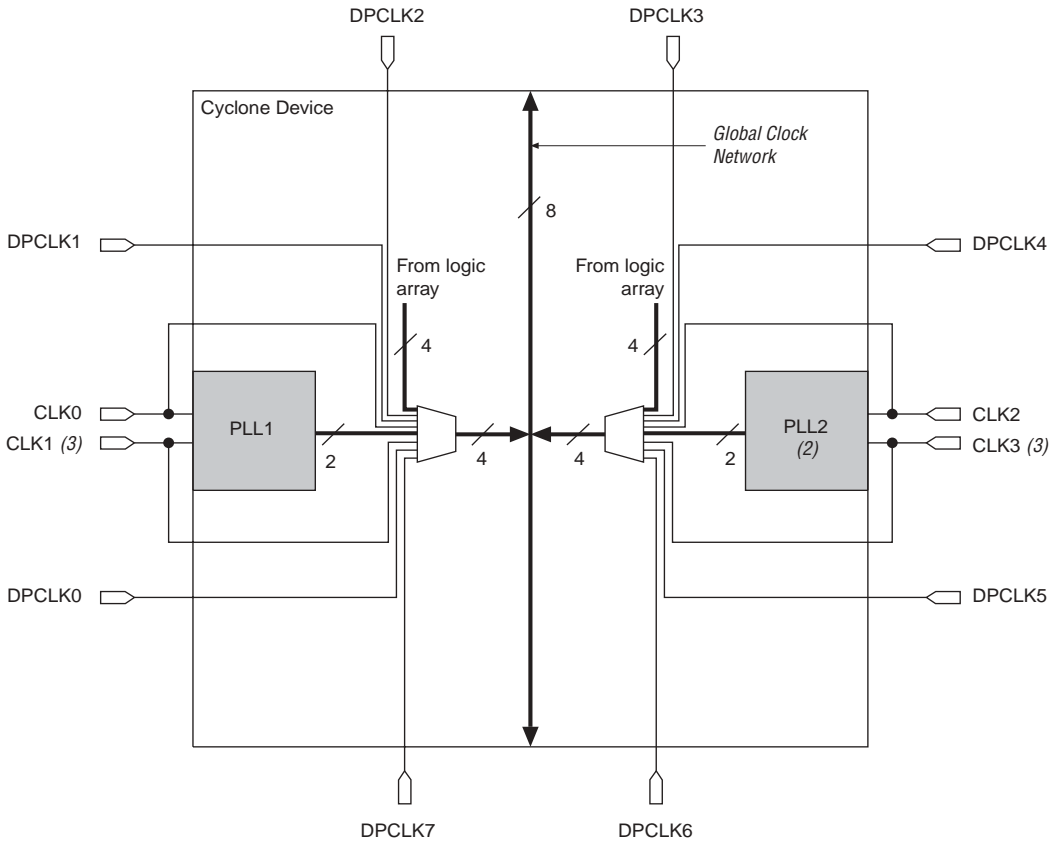 DPCLK2
DPCLK3
Cyclone Device
Global Clock
Network
8
DPCLK1
DPCLK4
From logic
array
From logic
array
4
4
CLK0
CLK2
PLL1
PLL2
(2)
CLK1 (3)
CLK3 (3)
2
4
4
2
DPCLK0
DPCLK5
DPCLK7
DPCLK6